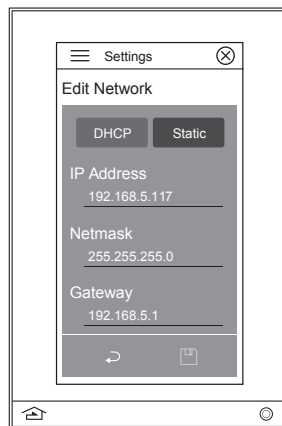 Settings
Edit Network
DHCP Static
IP Address
192.168.5.117
Netmask
255.255.255.0
Gateway
192.168.5.1